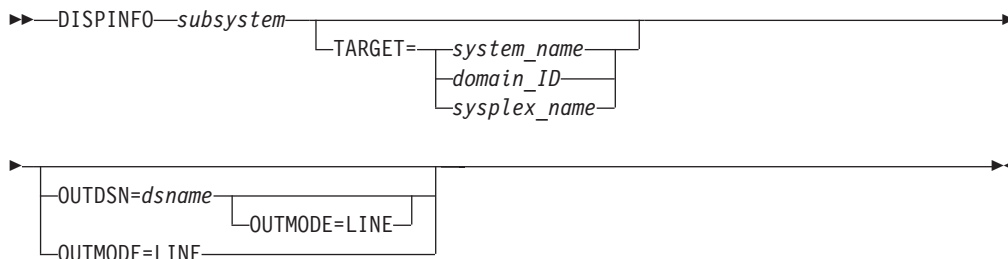 DISPINFO subsystem
TARGET= system_name
domain_ID
sysplex_name
OUTDSN=dsname
OUTMODE=LINE
OUTMODE=LINE